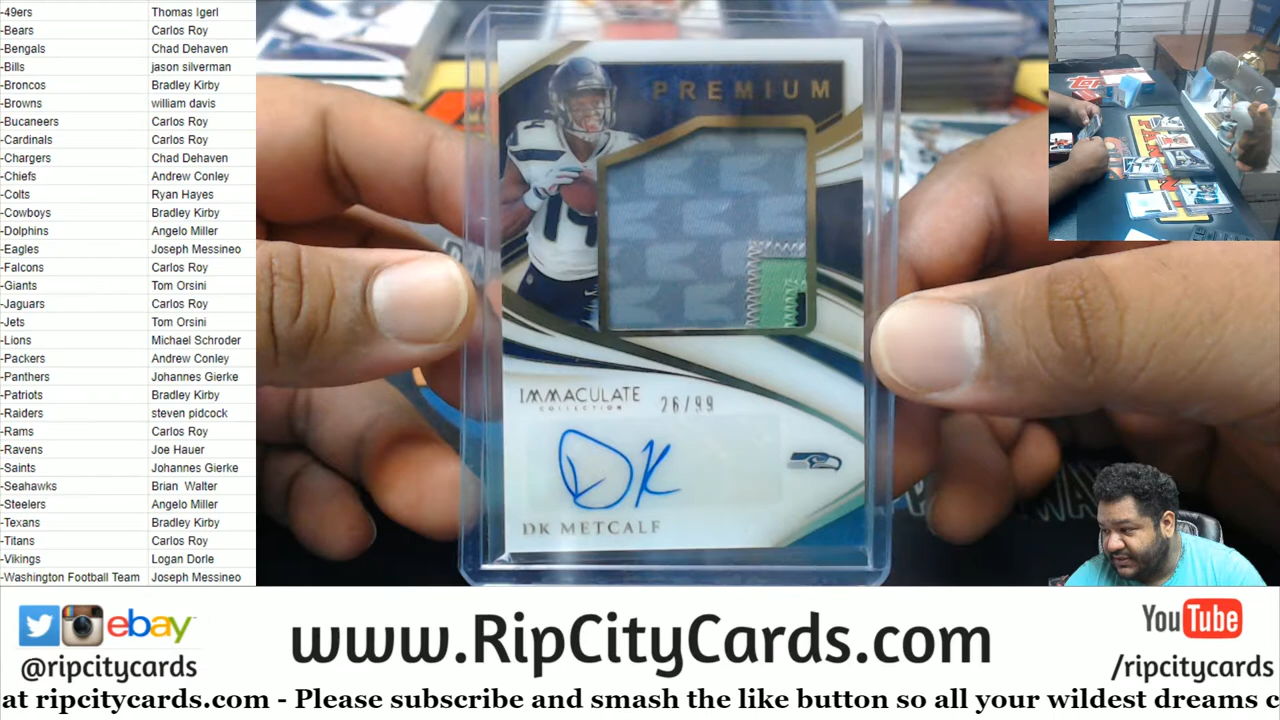 -49ers Thomas Igerl
-Bears Carlos Roy
-Bengals Chad Dehaven
-Bills jason silverman
-Broncos Bradley Kirby
-Browns william davis
-Bucaneers Carlos Roy
-Cardinals Carlos Roy
-Chargers Chad Dehaven
-Chiefs Andrew Conley
-Colts Ryan Hayes
-Cowboys Bradley Kirby
-Dolphins Angelo Miller
-Eagles Joseph Messineo
-Falcons Carlos Roy
-Giants Tom Orsini
-Jaguars Carlos Roy
-Jets Tom Orsini
-Lions Michael Schroder
-Packers Andrew Conley
-Panthers Johannes Gierke
-Patriots Bradley Kirby
-Raiders steven pidcock
-Rams Carlos Roy
-Ravens Joe Hauer
-Saints Johannes Gierke
-Seahawks Brian Walter
-Steelers Angelo Miller
-Texans Bradley Kirby
-Titans Carlos Roy
-Vikings Logan Dorle
-Washington Football Team Joseph Messineo
PREMIUM
14
IMMACULATE
COLLECTION
26/99
DK
DK METCALF
ebay
@ripcitycards
www.RipCityCards.com
YouTube
/ripcitycards
at ripcitycards.com - Please subscribe and smash the like button so all your wildest dreams c